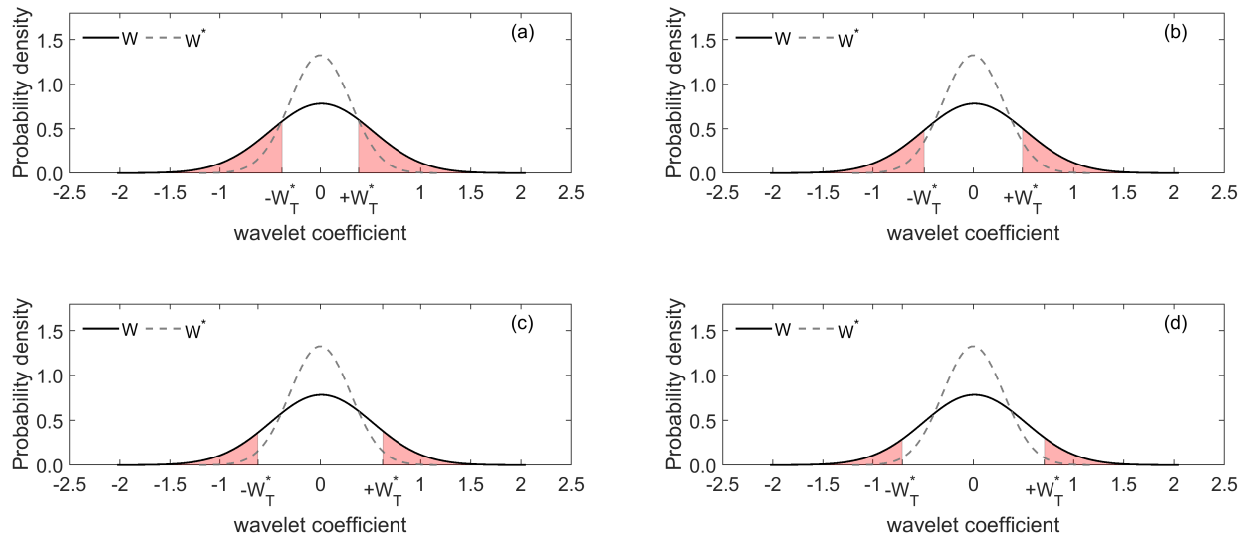 (a)
W W*
Probability density
1.5
1.0
0.5
0.0
-2.5 -2 -1.5 -1 0 1 1.5 2 2.5
-W*T +W*T
wavelet coefficient
(b)
W W*
Probability density
1.5
1.0
0.5
0.0
-2.5 -2 -1.5 -1 0 1 1.5 2 2.5
-W*T +W*T
wavelet coefficient
(c)
W W*
Probability density
1.5
1.0
0.5
0.0
-2.5 -2 -1.5 -1 0 1 1.5 2 2.5
-W*T +W*T
wavelet coefficient
(d)
W W*
Probability density
1.5
1.0
0.5
0.0
-2.5 -2 -1.5 -1 0 1 1.5 2 2.5
-W*T +W*T
wavelet coefficient